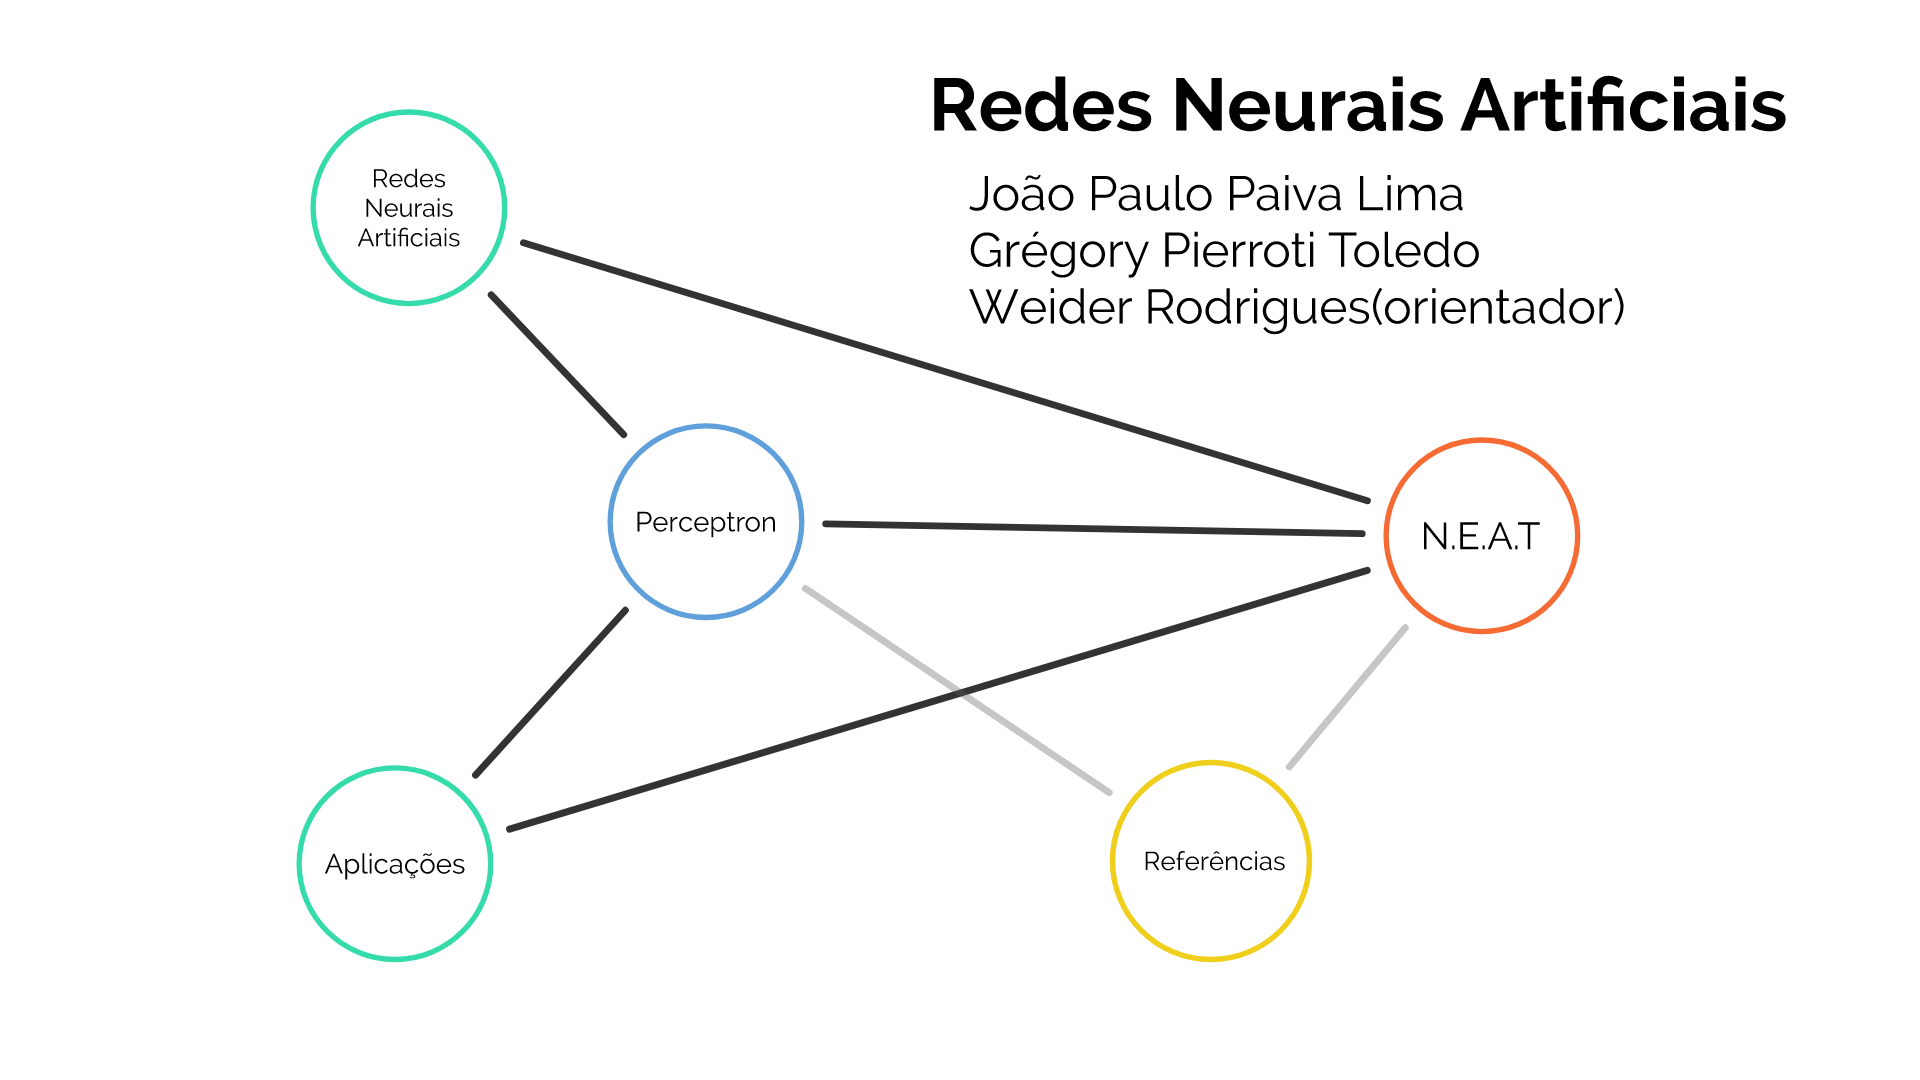 Redes Neurais Artificiais
João Paulo Paiva Lima
Grégory Pierroti Toledo
Weider Rodrigues(orientador)
Redes
Neurais
Artificiais
Perceptron
N.E.A.T
Aplicações
Referências